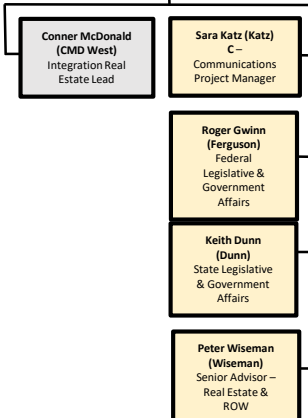 Conner McDonald
(CMD West)
Integration Real
Estate Lead
Sara Katz (Katz)
C –
Communications
Project Manager
Roger Gwinn
(Ferguson)
Federal
Legislative &
Government
Affairs
Keith Dunn
(Dunn)
State Legislative
& Government
Affairs
Peter Wiseman
(Wiseman)
Senior Advisor –
Real Estate &
ROW